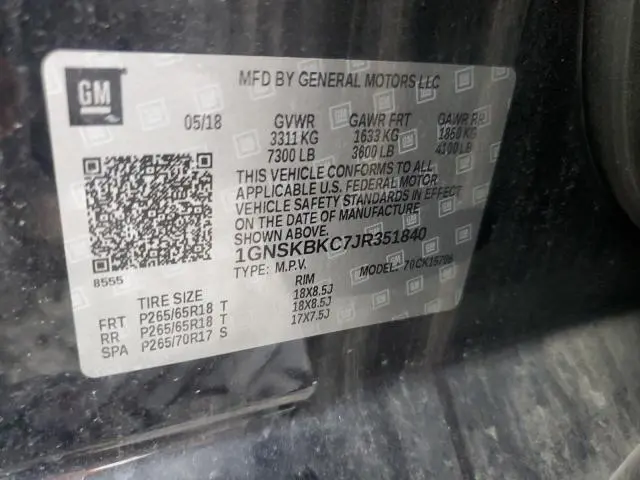 GM
MFD BY GENERAL MOTORS LLC
05/18 GVWR GAWR FRT GAWR RR
3311 KG 1633 KG 1860 KG
7300 LB 3600 LB 4100 LB
THIS VEHICLE CONFORMS TO ALL
APPLICABLE U.S. FEDERAL MOTOR
VEHICLE SAFETY STANDARDS IN EFFECT
ON THE DATE OF MANUFACTURE
SHOWN ABOVE.
1GNSKBKC7JR351840
TYPE: M.P.V. MODEL:
8555
TIRE SIZE RIM
FRT P265/65R18 T 18X8.5J
RR P265/65R18 T 18X8.5J
SPA P265/70R17 S 17X7.5J